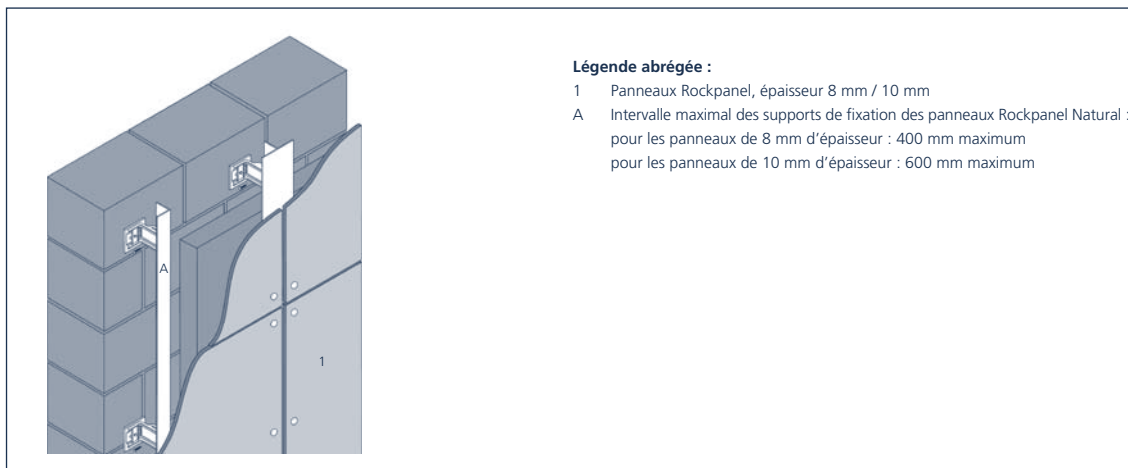 Légende abrégée :
1 Panneaux Rockpanel, épaisseur 8 mm / 10 mm
A Intervalle maximal des supports de fixation des panneaux Rockpanel Natural :
pour les panneaux de 8 mm d’épaisseur : 400 mm maximum
pour les panneaux de 10 mm d’épaisseur : 600 mm maximum
A
1